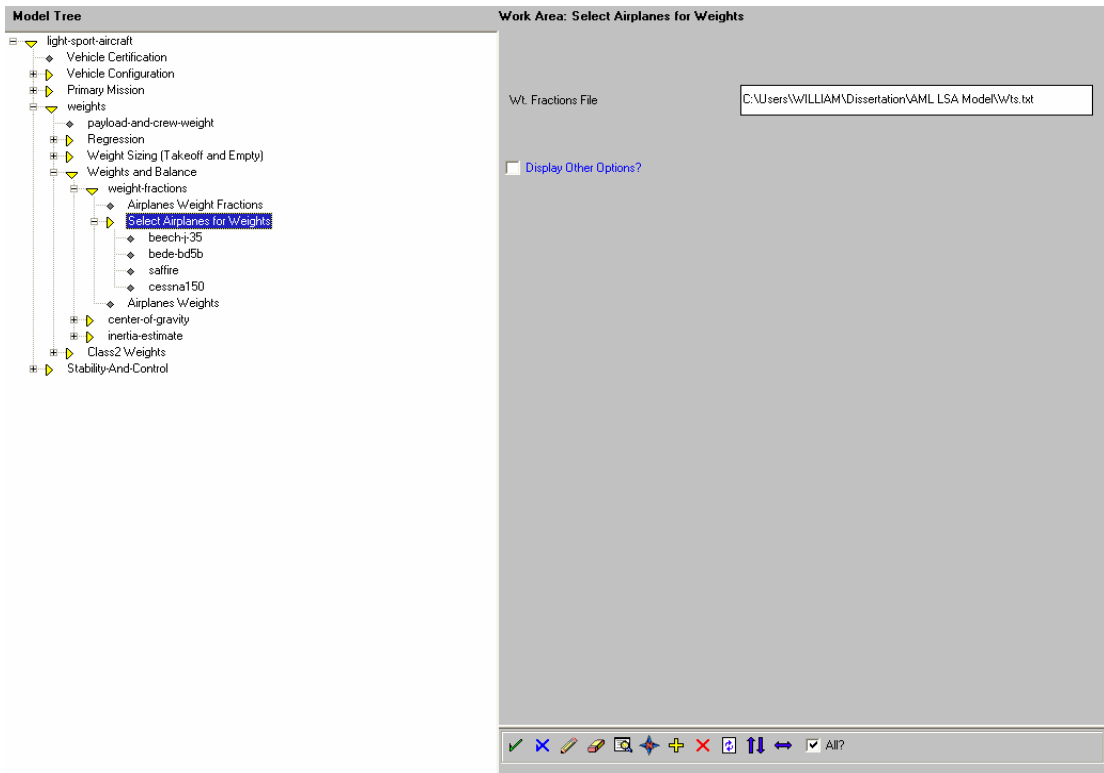 Model Tree
light-sport-aircraft
Vehicle Certification
Vehicle Configuration
Primary Mission
weights
payload-and-crew-weight
Regression
Weight Sizing (Takeoff and Empty)
Weights and Balance
weight-fractions
Airplanes Weight Fractions
Select Airplanes for Weights
beech-j-35
bede-bd5b
saffire
cessna150
Airplanes Weights
center-of-gravity
inertia-estimate
Class2 Weights
Stability-And-Control
Work Area: Select Airplanes for Weights
Wt. Fractions File
C:\Users\WILLIAM\Dissertation\AML LSA Model\Wts.txt
Display Other Options?
All?